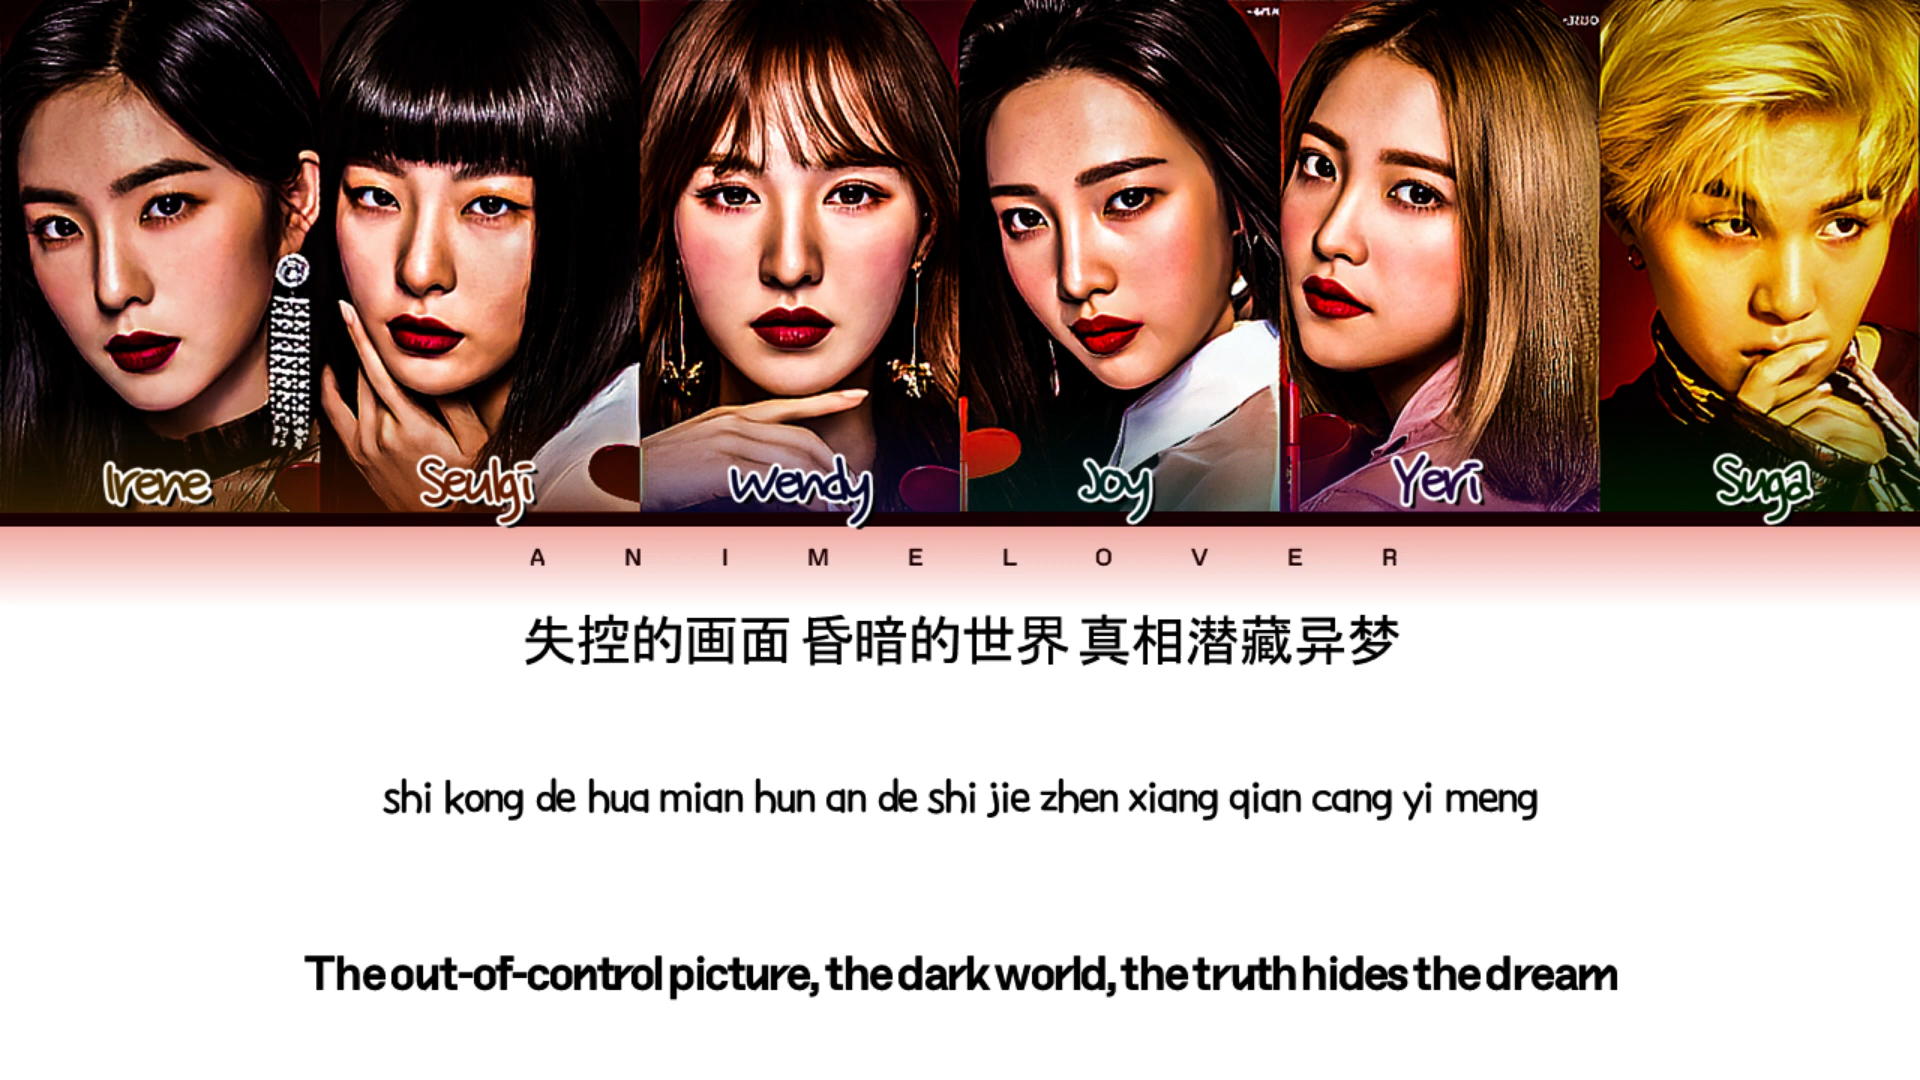 Irene Seulgi Wendy Joy Yeri Suga
A N I M E L O V E R
失控的画面 昏暗的世界 真相潜藏异梦
shi kong de hua mian hun an de shi jie zhen xiang qian cang yi meng
The out-of-control picture, the dark world, the truth hides the dream